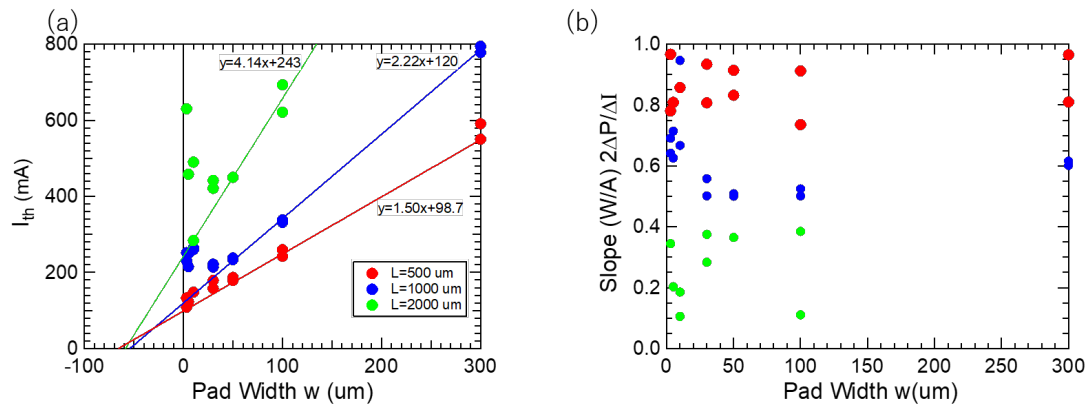 (a)
800
600
400
200
0
I_th (mA)
y=4.14x+243
y=2.22x+120
y=1.50x+98.7
L=500 um
L=1000 um
L=2000 um
-100
0
100
200
300
Pad Width w (um)
(b)
1.0
0.8
0.6
0.4
0.2
0.0
Slope (W/A) 2ΔP/ΔI
0
50
100
150
200
250
300
Pad Width w(um)